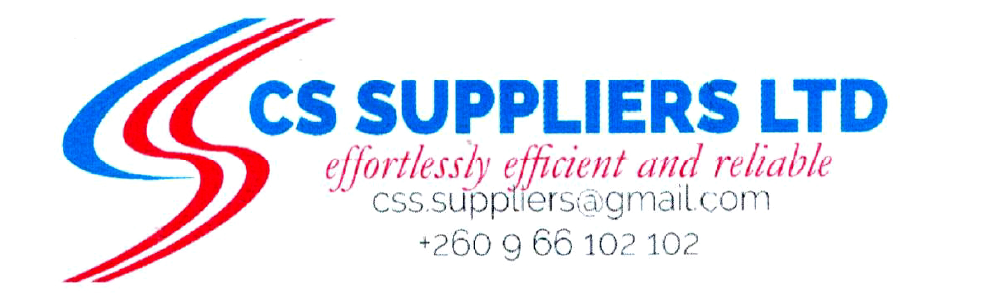 CS SUPPLIERS LTD
effortlessly efficient and reliable
css.suppliers@gmail.com
+260 9 66 102 102